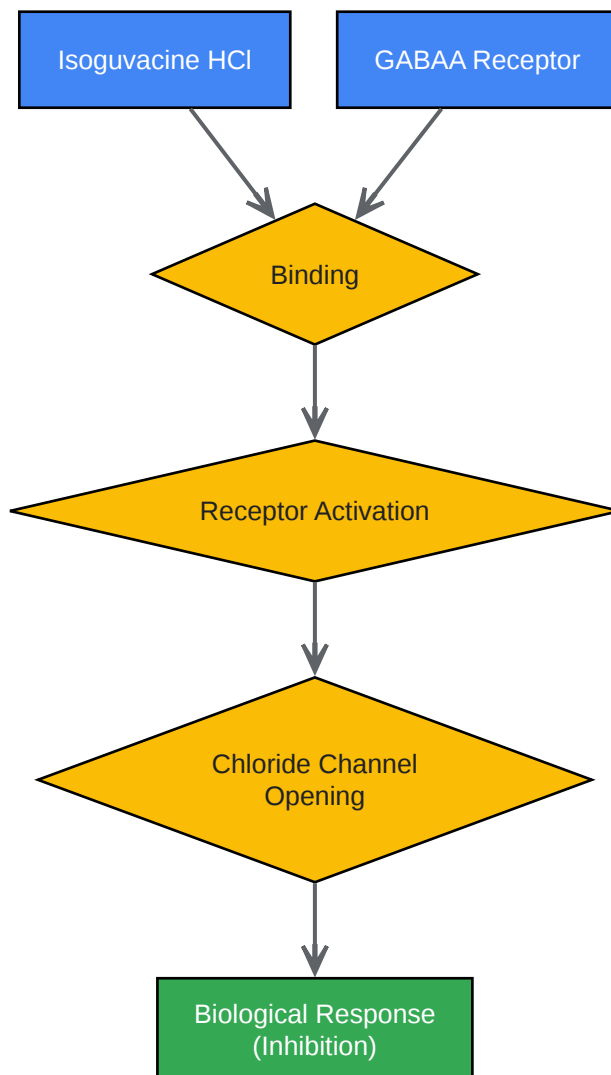 Isoguvacine HCl
GABAA Receptor
Binding
Receptor Activation
Chloride Channel
Opening
Biological Response
(Inhibition)